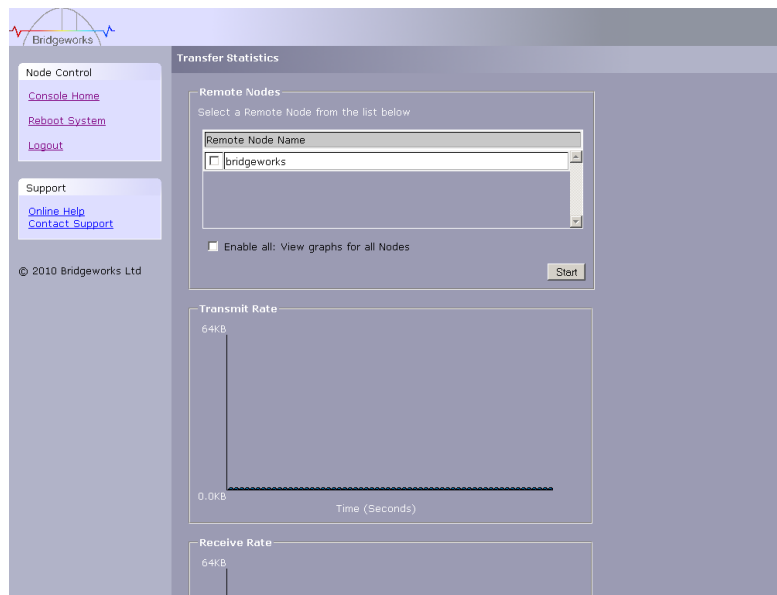 Bridgeworks
Node Control
Console Home
Reboot System
Logout
Support
Online Help
Contact Support
© 2010 Bridgeworks Ltd
Transfer Statistics
Remote Nodes
Select a Remote Node from the list below
Remote Node Name
bridgeworks
Enable all: View graphs for all Nodes
Start
Transmit Rate
64KB
0.0KB
Time (Seconds)
Receive Rate
64KB